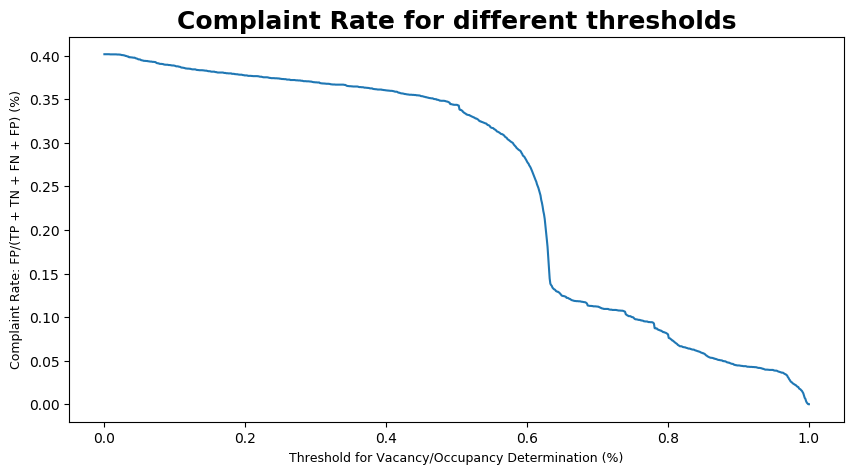 Complaint Rate for different thresholds
Complaint Rate: FP/(TP + TN + FN + FP) (%)
0.40
0.35
0.30
0.25
0.20
0.15
0.10
0.05
0.00
0.0 0.2 0.4 0.6 0.8 1.0
Threshold for Vacancy/Occupancy Determination (%)